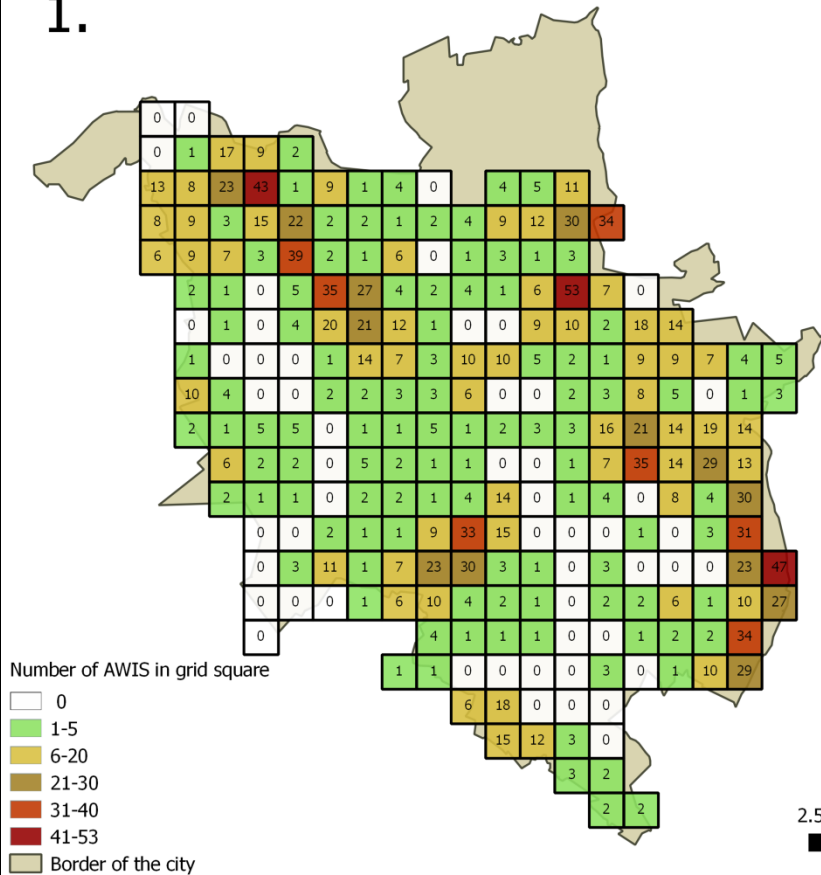 1.
0 0
0 1 17 9 2
13 8 23 43 1 9 1 4 0 4 5 11
8 9 3 15 22 2 2 1 2 4 9 12 30 34
6 9 7 3 39 2 1 6 0 1 3 1 3
2 1 0 5 35 27 4 2 4 1 6 53 7 0
0 1 0 4 20 21 12 1 0 0 9 10 2 18 14
1 0 0 0 1 14 7 3 10 10 5 2 1 9 9 7 4 5
10 4 0 0 2 2 3 3 6 0 0 2 3 8 5 0 1 3
2 1 5 5 0 1 1 5 1 2 3 3 16 21 14 19 14
6 2 2 0 5 2 1 1 0 0 1 7 35 14 29 13
2 1 1 0 2 2 1 4 14 0 1 4 0 8 4 30
0 0 2 1 1 9 33 15 0 0 0 1 0 3 31
0 3 11 1 7 23 30 3 1 0 3 0 0 0 23 47
0 0 0 1 6 10 4 2 1 0 2 2 6 1 10 27
0 4 1 1 1 0 0 1 2 2 34
1 1 0 0 0 0 3 0 1 10 29
6 18 0 0 0
15 12 3 0
3 2
2 2
Number of AWIS in grid square
0
1-5
6-20
21-30
31-40
41-53
Border of the city
2.5